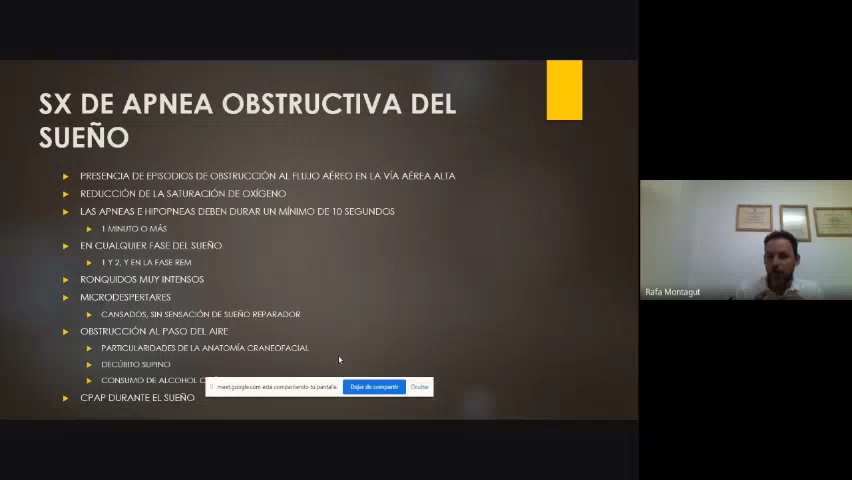 SX DE APNEA OBSTRUCTIVA DEL
SUEÑO
PRESENCIA DE EPISODIOS DE OBSTRUCCIÓN AL FLUJO AÉREO EN LA VÍA AÉREA ALTA
REDUCCIÓN DE LA SATURACIÓN DE OXÍGENO
LAS APNEAS E HIPOPNEAS DEBEN DURAR UN MÍNIMO DE 10 SEGUNDOS
1 MINUTO O MÁS
EN CUALQUIER FASE DEL SUEÑO
1 Y 2, Y EN LA FASE REM
RONQUIDOS MUY INTENSOS
MICRODESPERTARES
CANSADOS, SIN SENSACIÓN DE SUEÑO REPARADOR
OBSTRUCCIÓN AL PASO DEL AIRE
PARTICULARIDADES DE LA ANATOMÍA CRANEOFACIAL
DECÚBITO SUPINO
CONSUMO DE ALCOHOL
meet.google.com está compartiendo tu pantalla.
Dejar de compartir
Ocultar
CPAP DURANTE EL SUEÑO
Rafa Montagut